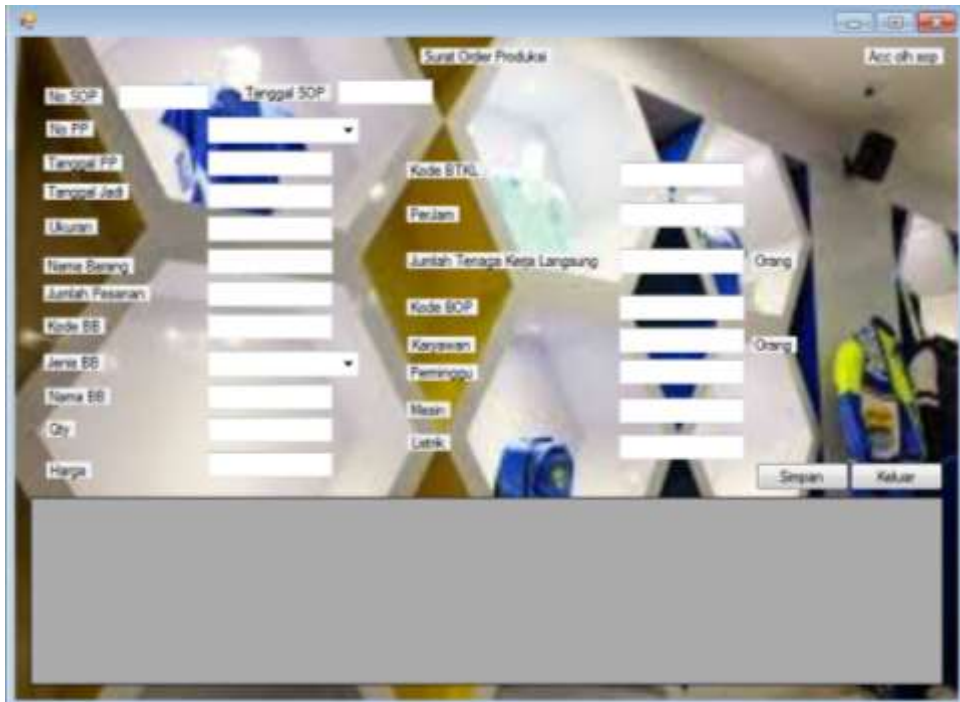 Surat Order Produksi
Acc olh sop
No SOP
Tanggal SOP
No PP
Tanggal PP
Tanggal Jadi
Ukuran
Nama Barang
Jumlah Pesanan
Kode BB
Jenis BB
Nama BB
Qty
Harga
Kode BTKL
PerJam
Jumlah Tenaga Kerja Langsung
Orang
Kode BOP
Karyawan
Orang
Perminggu
Mesin
Listrik
Simpan
Keluar